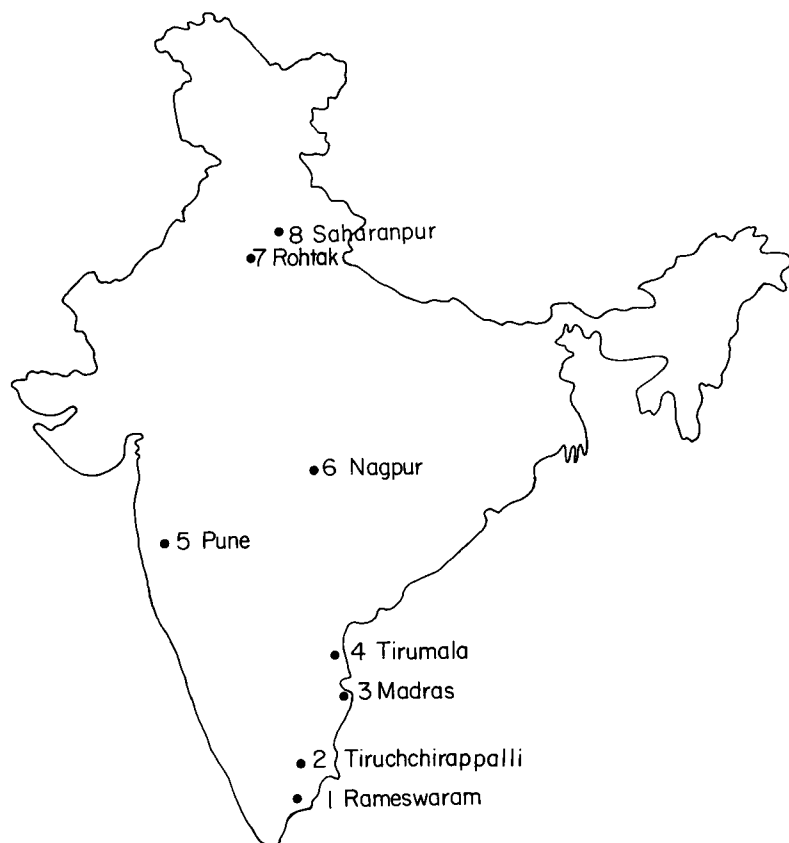 8 Saharanpur
7 Rohtak
6 Nagpur
5 Pune
4 Tirumala
3 Madras
2 Tiruchchirappalli
1 Rameswaram